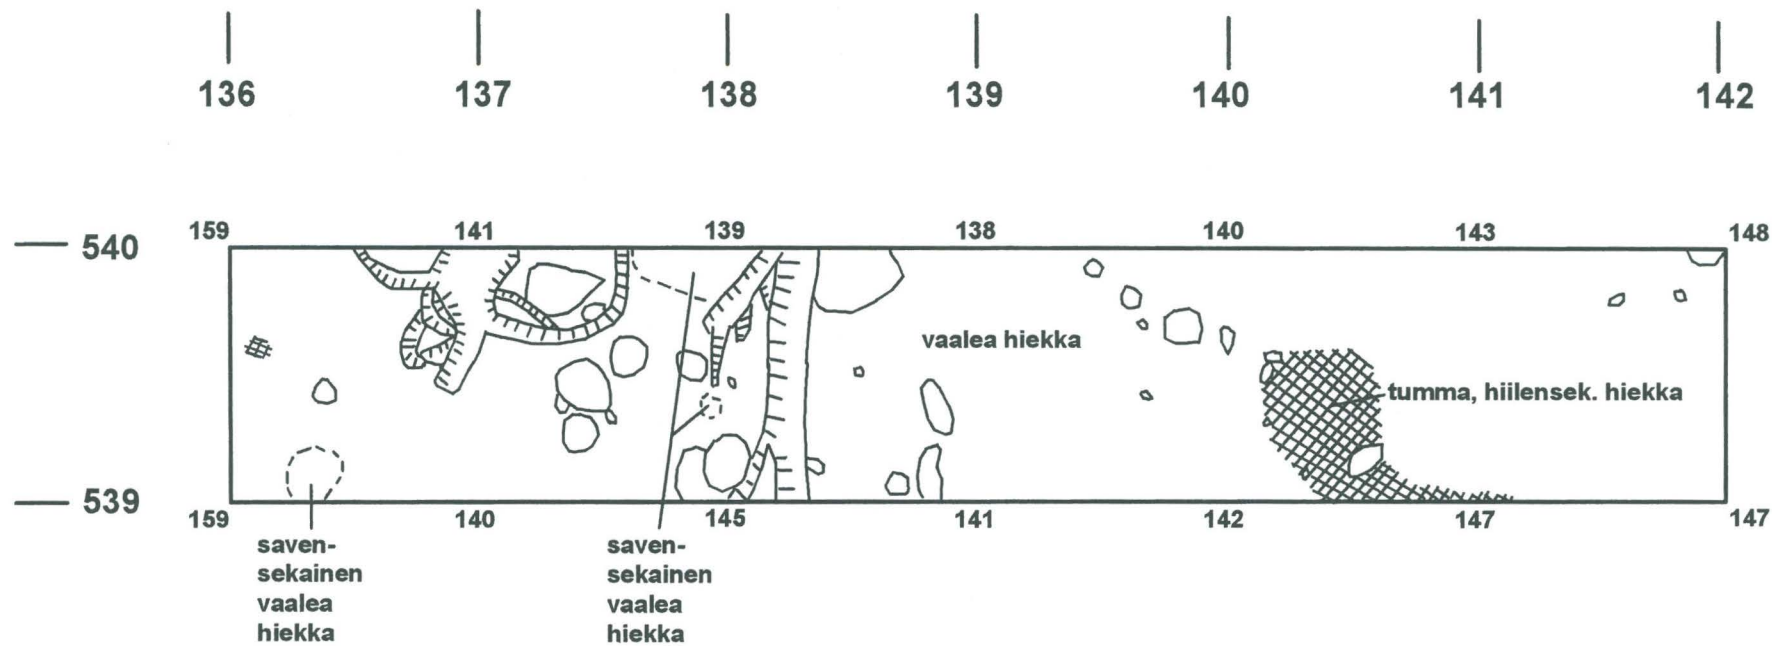 136 137 138 139 140 141 142
159 141 139 138 140 143 148
540
vaalea hiekka
tumma, hiilensek. hiekka
539
159 140 145 141 142 147 147
saven-
sekainen
vaalea
hiekka
saven-
sekainen
vaalea
hiekka